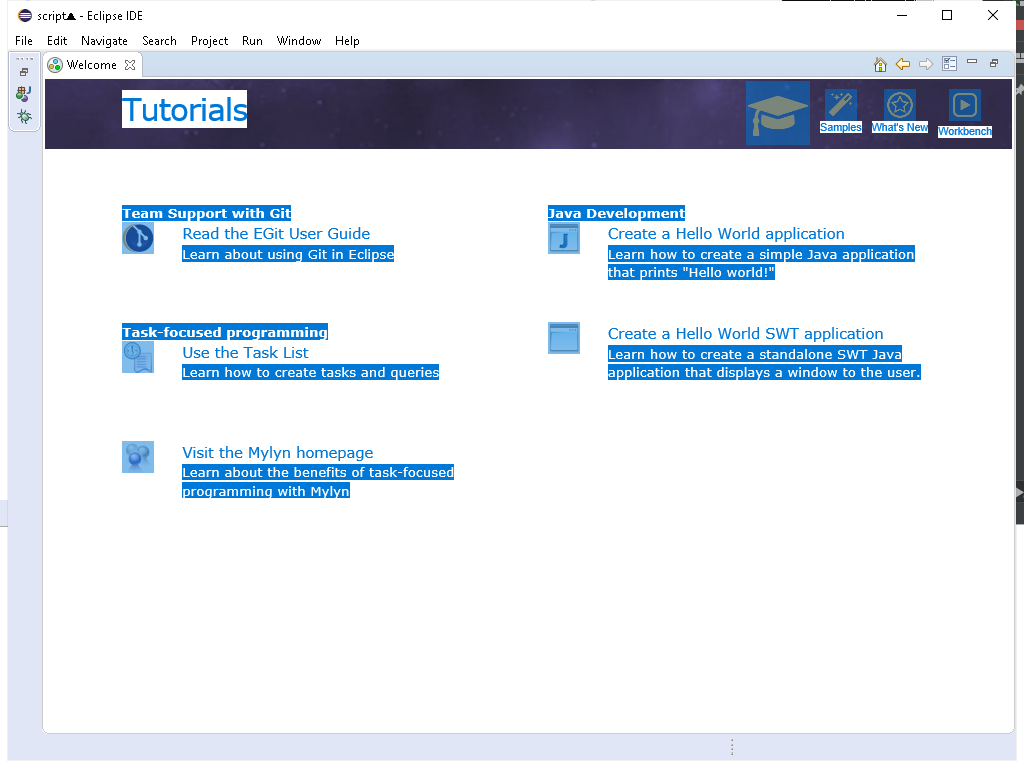 script▲ - Eclipse IDE
File Edit Navigate Search Project Run Window Help
Welcome
Tutorials
Samples
What's New
Workbench
Team Support with Git
Read the EGit User Guide
Learn about using Git in Eclipse
Task-focused programming
Use the Task List
Learn how to create tasks and queries
Visit the Mylyn homepage
Learn about the benefits of task-focused
programming with Mylyn
Java Development
Create a Hello World application
Learn how to create a simple Java application
that prints "Hello world!"
Create a Hello World SWT application
Learn how to create a standalone SWT Java
application that displays a window to the user.